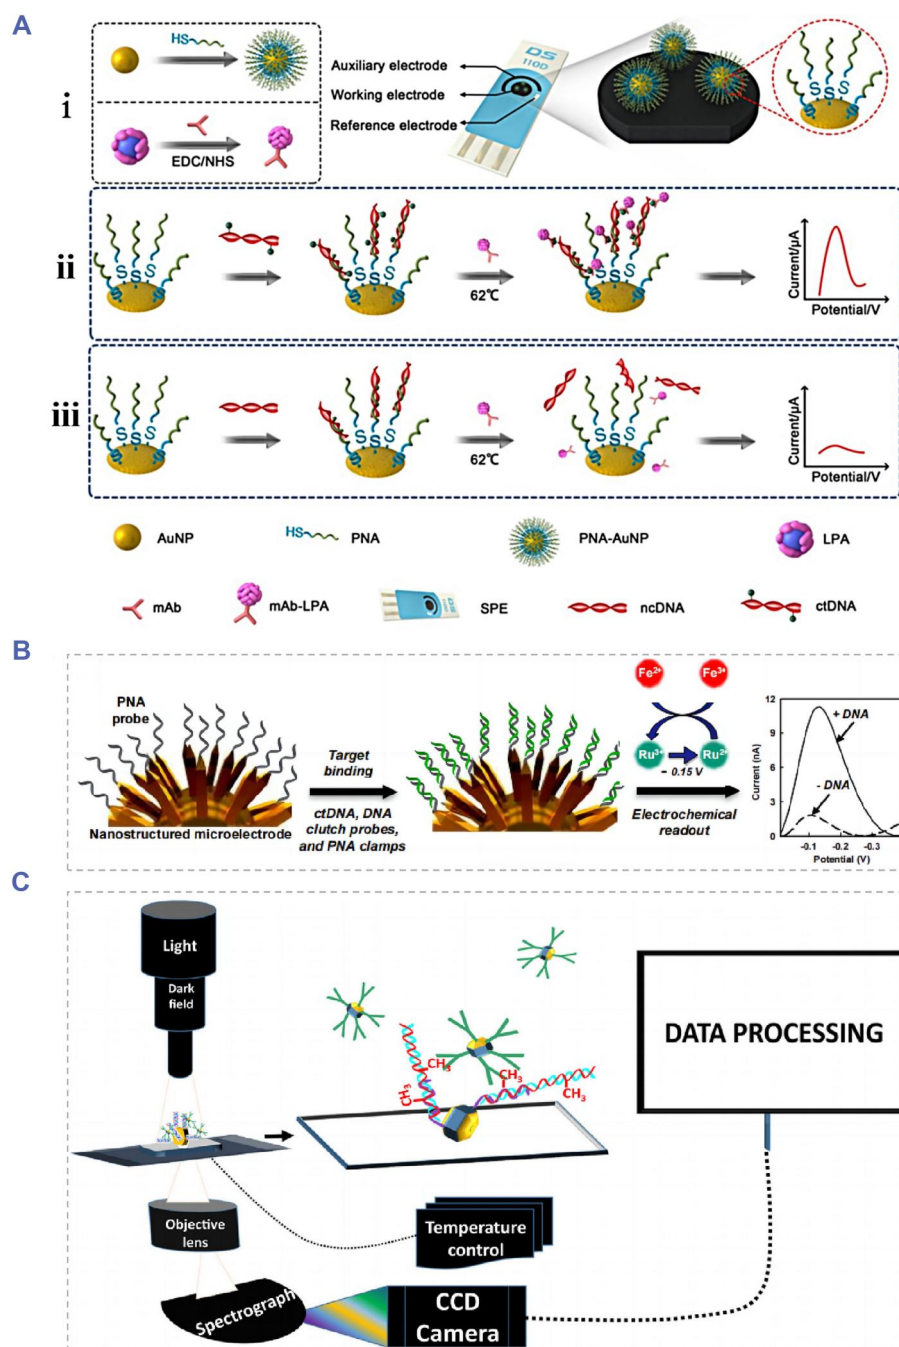 A
i
HS
EDC/NHS
Auxiliary electrode
Working electrode
Reference electrode
DS
110D
S
S
S
S
ii
S
S
S
S
S
S
S
S
S
S
S
S
62℃
Current/μA
Potential/V
iii
S
S
S
S
S
S
S
S
S
S
S
S
62℃
Current/μA
Potential/V
AuNP
HS
PNA
PNA-AuNP
LPA
mAb
mAb-LPA
DS
SPE
ncDNA
ctDNA
B
PNA
probe
Nanostructured microelectrode
Target
binding
ctDNA, DNA
clutch probes,
and PNA clamps
Fe2+
Fe3+
Ru3+
Ru2+
– 0.15 V
Electrochemical
readout
Current (nA)
12
9
6
3
0
+ DNA
- DNA
-0.1
-0.2
-0.3
Potential (V)
C
Light
Dark
field
Objective
lens
Spectrograph
CH3
CH3
CH3
CH3
Temperature
control
CCD
Camera
DATA PROCESSING